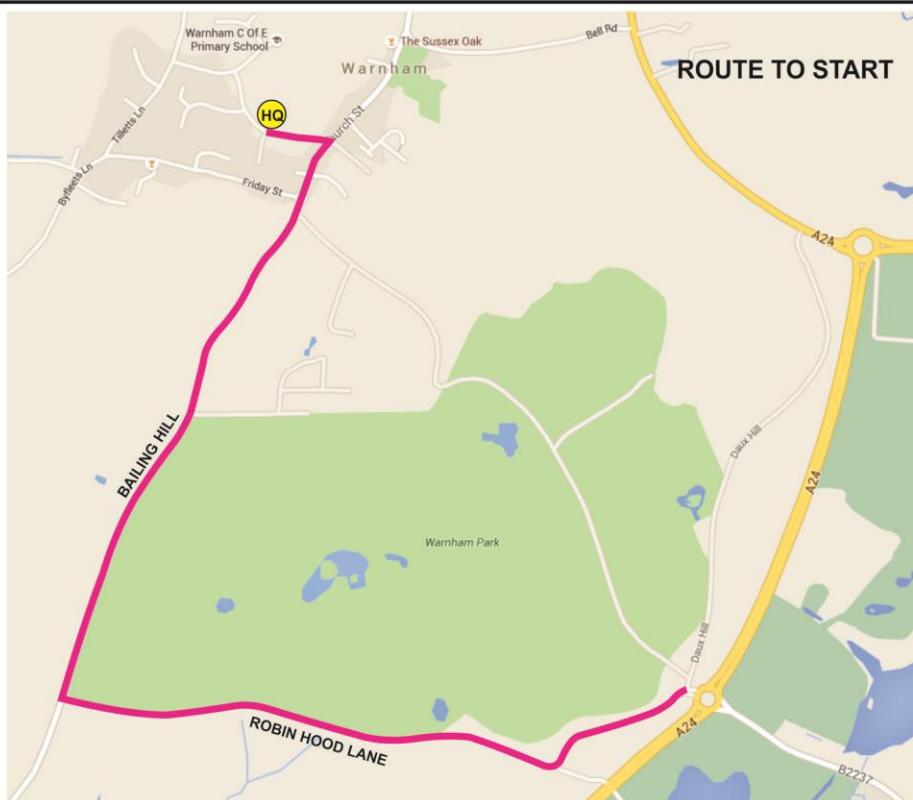 Warnham C Of E
Primary School
The Sussex Oak
Bell Rd
Warnham
ROUTE TO START
HQ
Tilletts Ln
Church St
Byfleets Ln
Friday St
A24
BAILING HILL
Daux Hill
A24
Warnham Park
Daux Hill
ROBIN HOOD LANE
A24
B2237